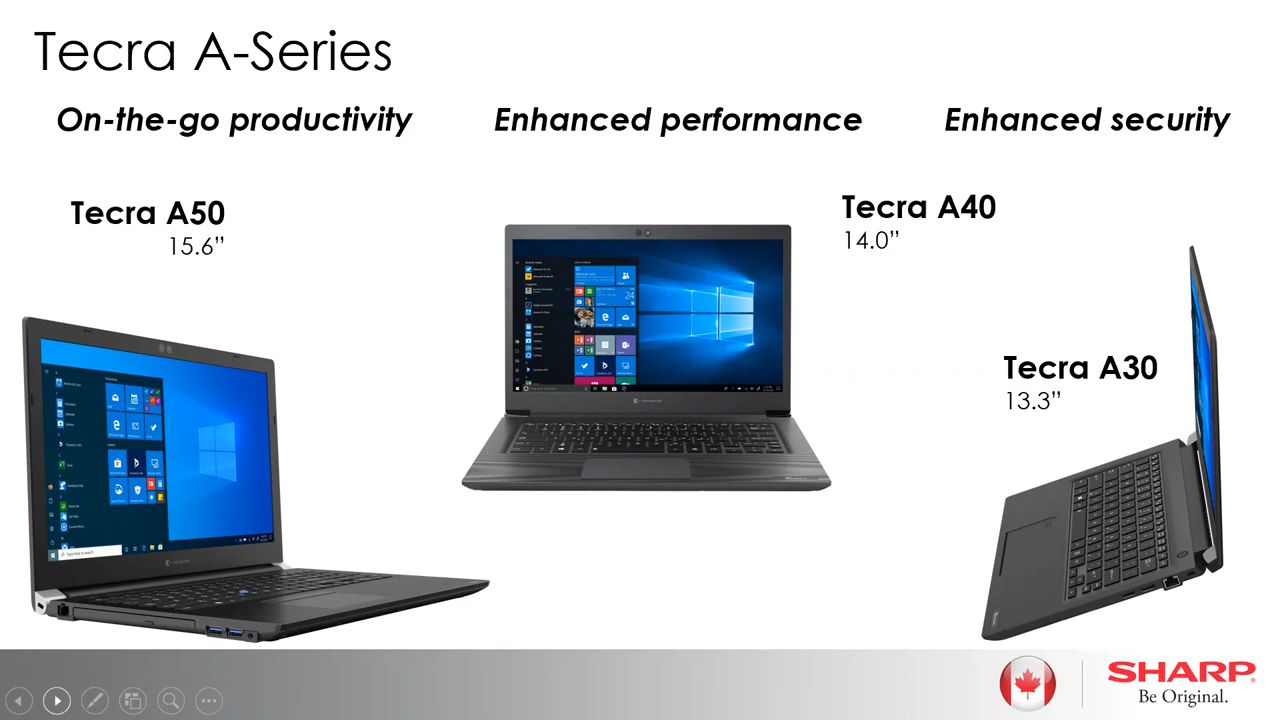 Tecra A-Series
On-the-go productivity
Enhanced performance
Enhanced security
Tecra A50
15.6”
Tecra A40
14.0”
Tecra A30
13.3”
SHARP
Be Original.